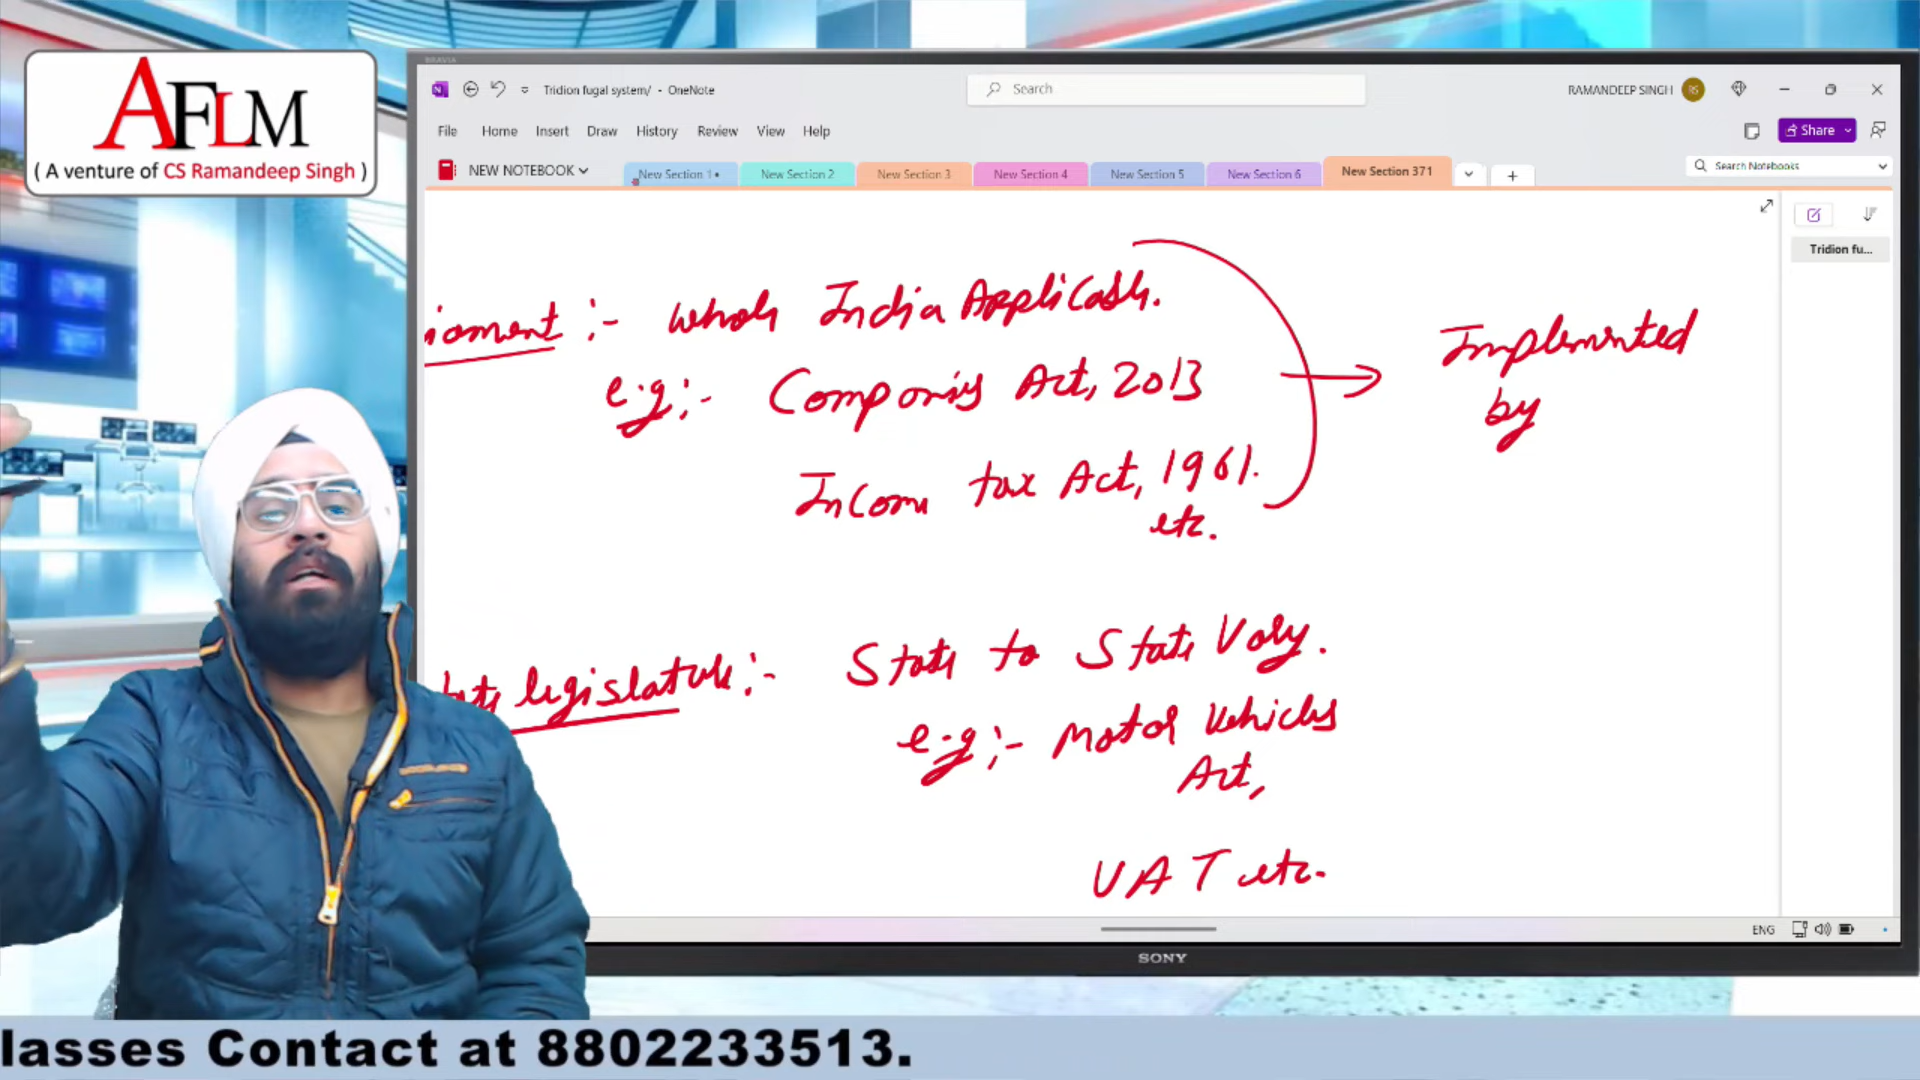 BRAVIA
AFLM
( A venture of CS Ramandeep Singh )
Tridion fugal system/ - OneNote
Search
RAMANDEEP SINGH
RS
File Home Insert Draw History Review View Help
Share
NEW NOTEBOOK
New Section 1
New Section 2
New Section 3
New Section 4
New Section 5
New Section 6
New Section 371
Search Notebooks
Tridion fu...
iament :- Whole India Applicable.
e.g:- Companies Act, 2013
Income tax Act, 1961.
etc.
Implemented
by
legislature:- State to State Vary.
e.g:- Motor Vehicles
Act,
VAT etc.
ENG
SONY
lasses Contact at 8802233513.